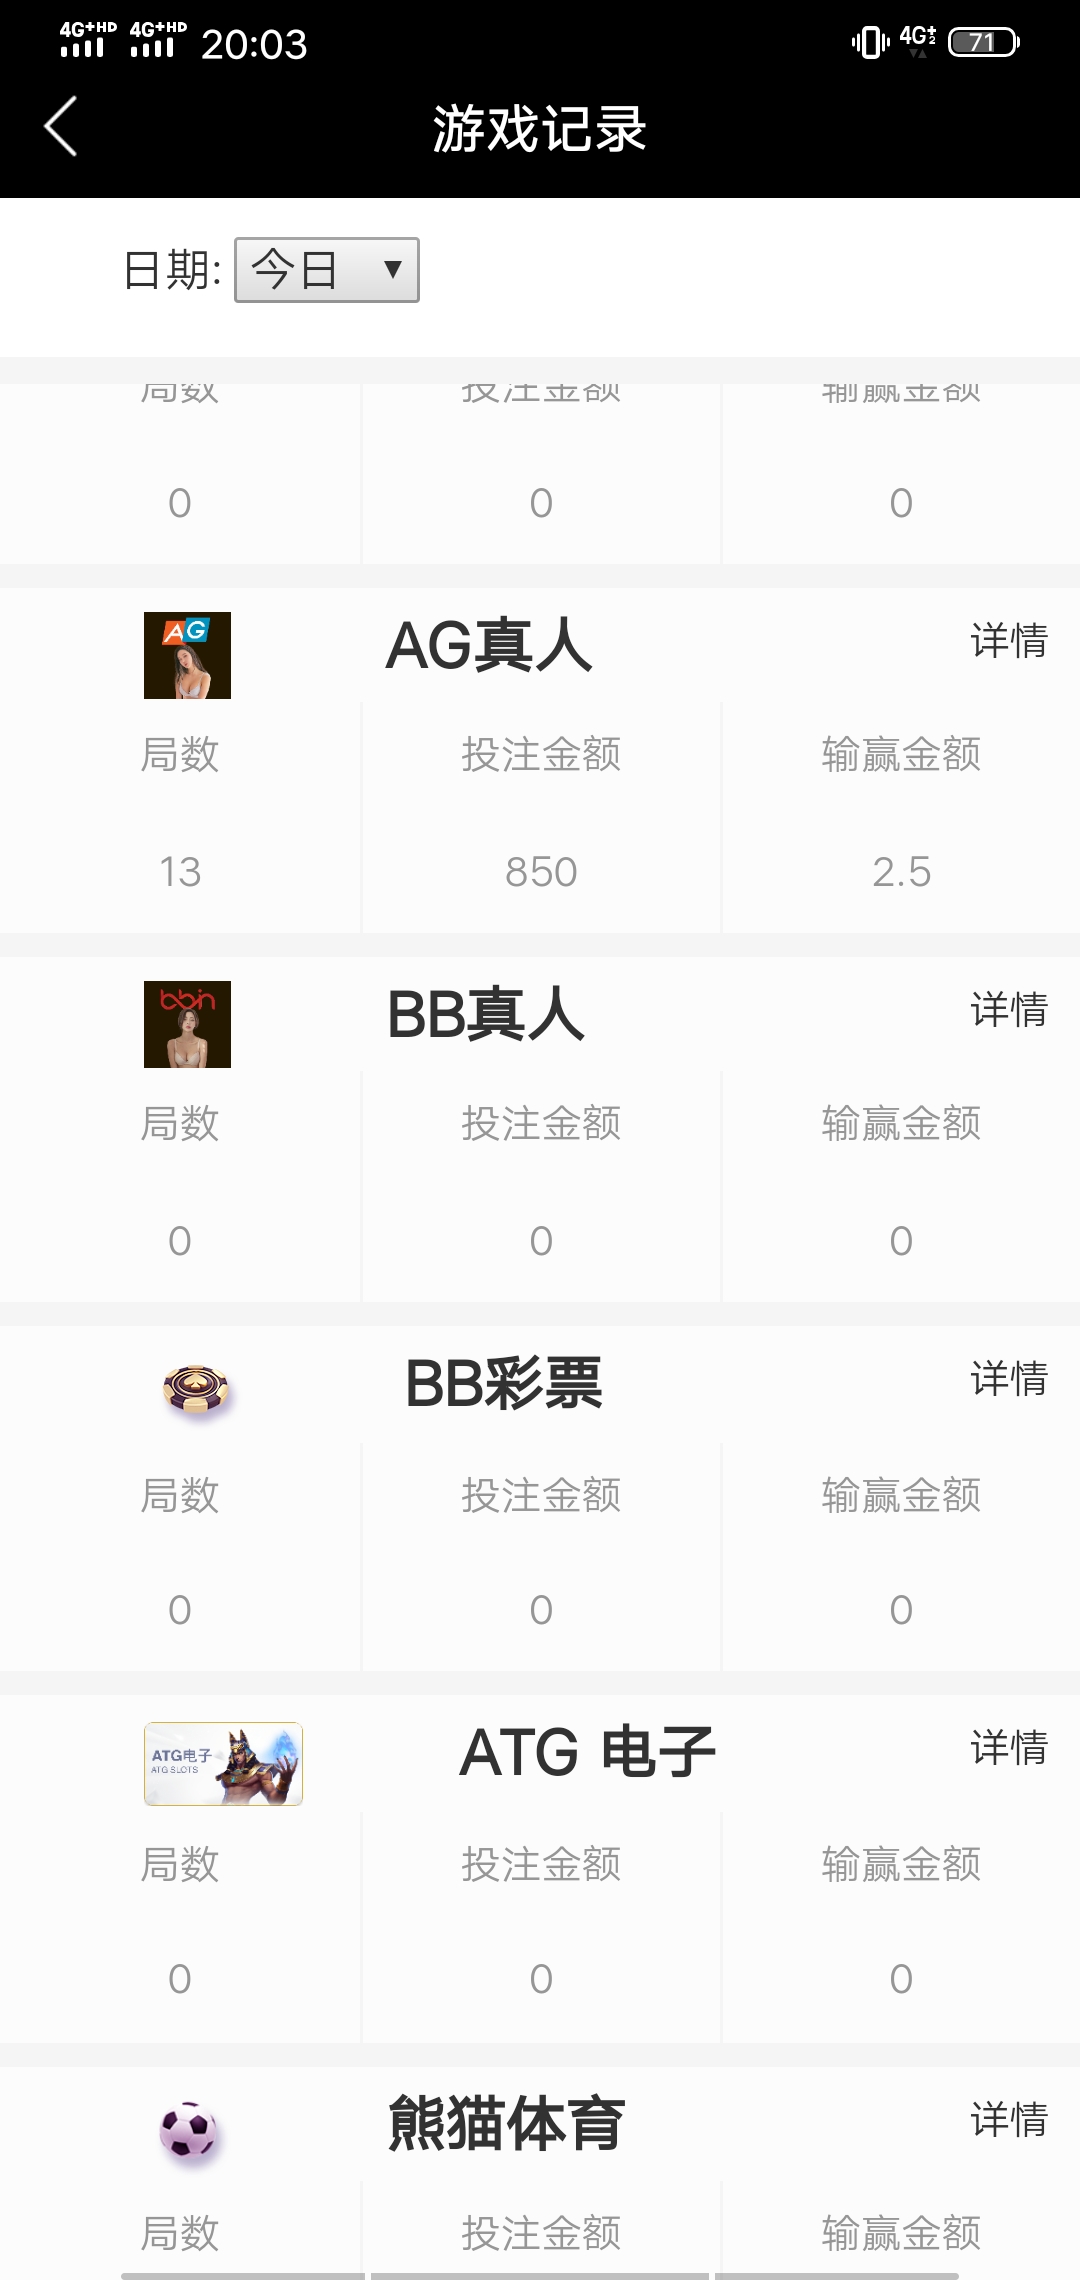 4G+HD 4G+HD 20:03 4G+2 71
游戏记录
日期: 今日 ▼
局数 投注金额 输赢金额
0 0 0
AG
AG真人 详情
局数 投注金额 输赢金额
13 850 2.5
bbin
BB真人 详情
局数 投注金额 输赢金额
0 0 0
BB彩票 详情
局数 投注金额 输赢金额
0 0 0
ATG电子
ATG SLOTS
ATG 电子 详情
局数 投注金额 输赢金额
0 0 0
熊猫体育 详情
局数 投注金额 输赢金额